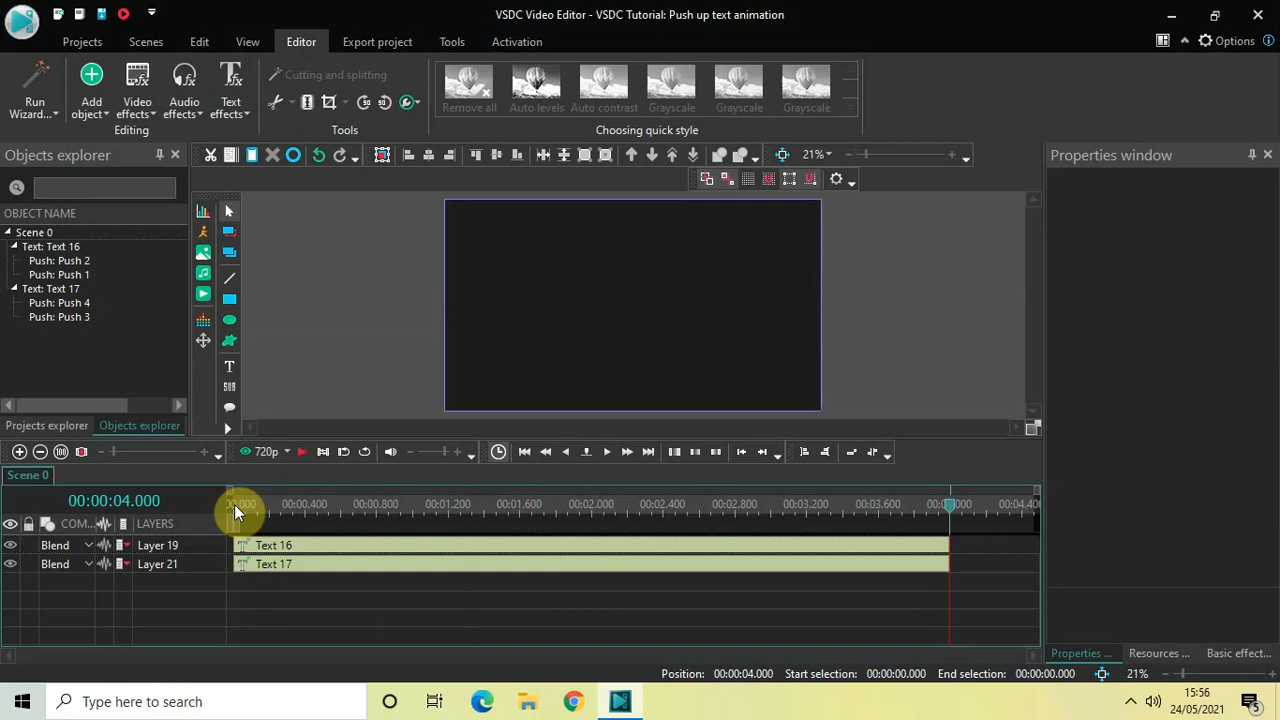 VSDC Video Editor - VSDC Tutorial: Push up text animation
Projects Scenes Edit View Editor Export project Tools Activation Options
Run Wizard...
Add object
Video effects
Audio effects
Text effects
Editing
Cutting and splitting
Tools
Remove all Auto levels Auto contrast Grayscale Grayscale Grayscale
Choosing quick style
Objects explorer
21%
Properties window
OBJECT NAME
Scene 0
Text: Text 16
Push: Push 2
Push: Push 1
Text: Text 17
Push: Push 4
Push: Push 3
T
SUB
Projects explorer Objects explorer
720p
Scene 0
00:00:04.000
00:00.400 00:00.800 00:01.200 00:01.600 00:02.000 00:02.400 00:02.800 00:03.200 00:03.600 00:04.400
COM... LAYERS
Blend Layer 19 Text 16
Blend Layer 21 Text 17
Properties ... Resources ... Basic effect...
Position: 00:00:04.000 Start selection: 00:00:00.000 End selection: 00:00:00.000 21%
Type here to search
15:56
24/05/2021
5